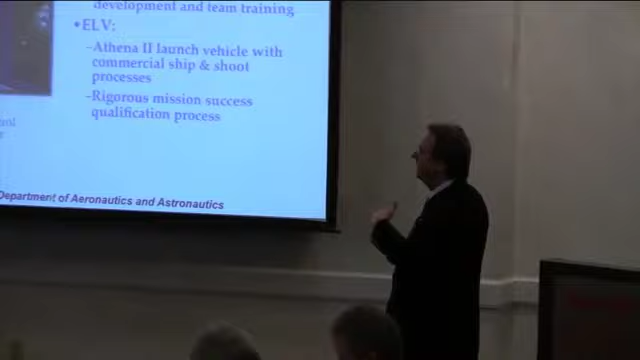 development and team training
•ELV:
–Athena II launch vehicle with
commercial ship & shoot
processes
–Rigorous mission success
qualification process
Department of Aeronautics and Astronautics